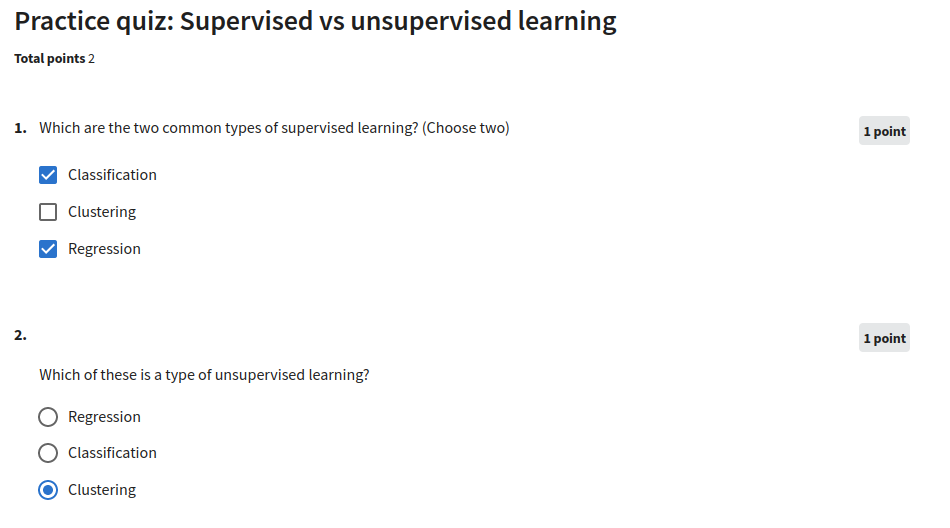 Practice quiz: Supervised vs unsupervised learning
Total points 2
1. Which are the two common types of supervised learning? (Choose two)
1 point
Classification
Clustering
Regression
2.
1 point
Which of these is a type of unsupervised learning?
Regression
Classification
Clustering